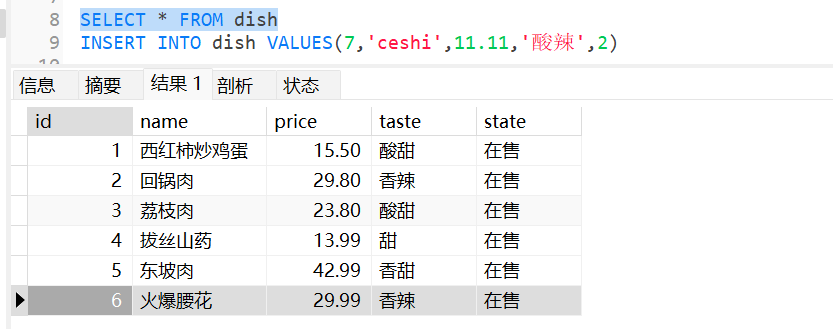 8 SELECT * FROM dish
9 INSERT INTO dish VALUES(7,'ceshi',11.11,'酸辣',2)
信息 摘要 结果 1 剖析 状态
id name price taste state
1 西红柿炒鸡蛋 15.50 酸甜 在售
2 回锅肉 29.80 香辣 在售
3 荔枝肉 23.80 酸甜 在售
4 拔丝山药 13.99 甜 在售
5 东坡肉 42.99 香甜 在售
6 火爆腰花 29.99 香辣 在售